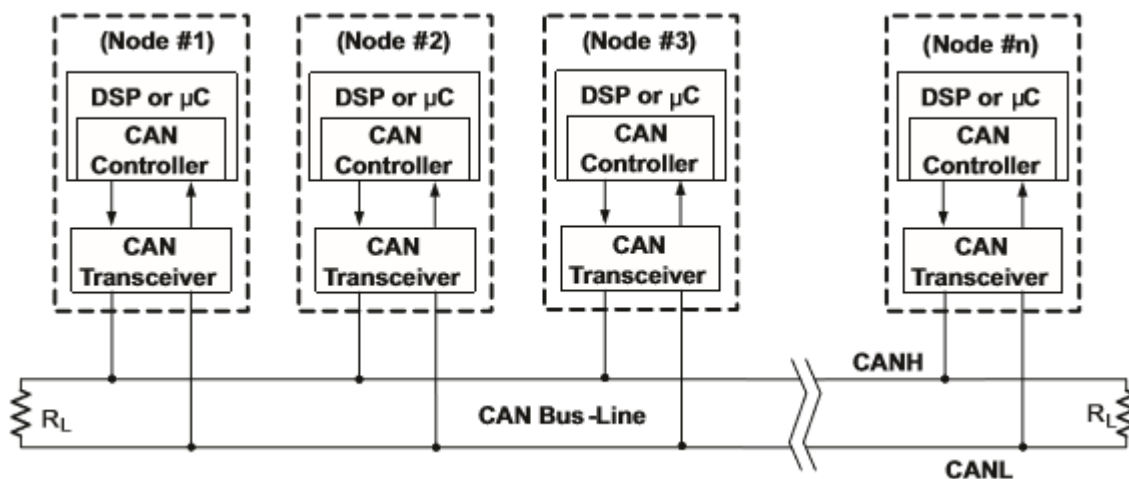 (Node #1)
DSP or µC
CAN
Controller
CAN
Transceiver
(Node #2)
DSP or µC
CAN
Controller
CAN
Transceiver
(Node #3)
DSP or µC
CAN
Controller
CAN
Transceiver
(Node #n)
DSP or µC
CAN
Controller
CAN
Transceiver
CANH
RL
CAN Bus-Line
RL
CANL